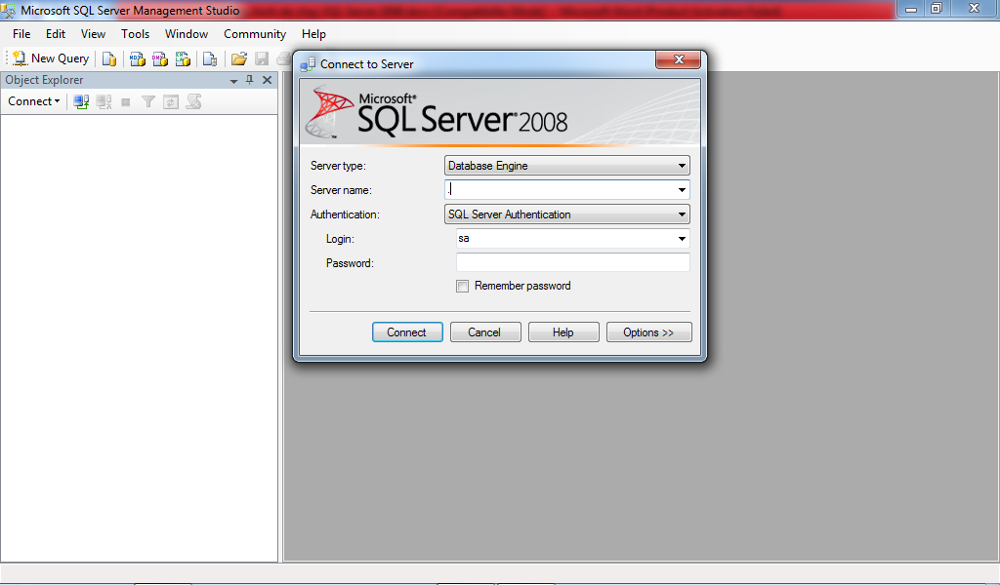 Microsoft SQL Server Management Studio
File Edit View Tools Window Community Help
New Query
Object Explorer
Connect
Connect to Server
Microsoft®
SQL Server® 2008
Server type: Database Engine
Server name: .
Authentication: SQL Server Authentication
Login: sa
Password:
Remember password
Connect Cancel Help Options >>